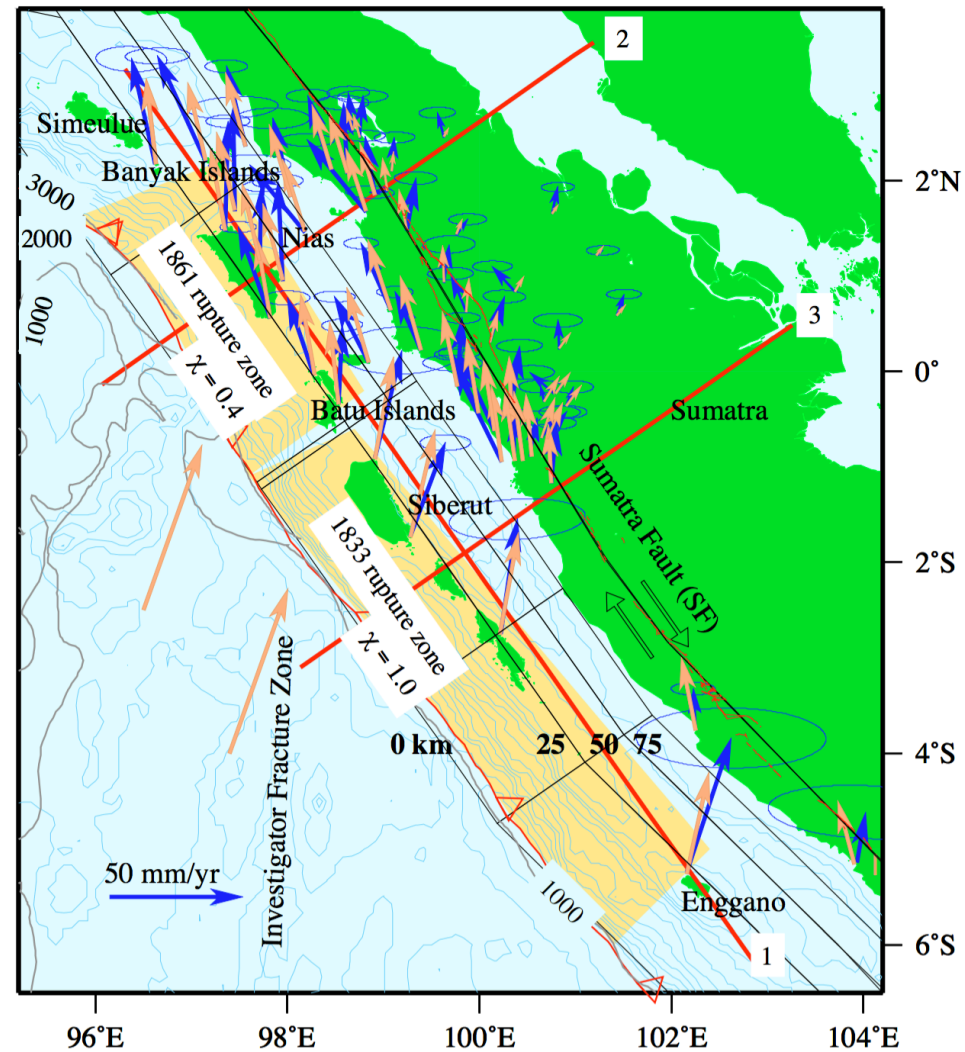 2
Simeulue
Banyak Islands
3000
2˚N
2000
Nias
1861 rupture zone
χ = 0.4
1000
3
0˚
Batu Islands
Sumatra
Siberut
Sumatra Fault (SF)
1833 rupture zone
χ = 1.0
2˚S
Investigator Fracture Zone
0 km
25
50
75
4˚S
50 mm/yr
1000
Enggano
1
6˚S
96˚E
98˚E
100˚E
102˚E
104˚E